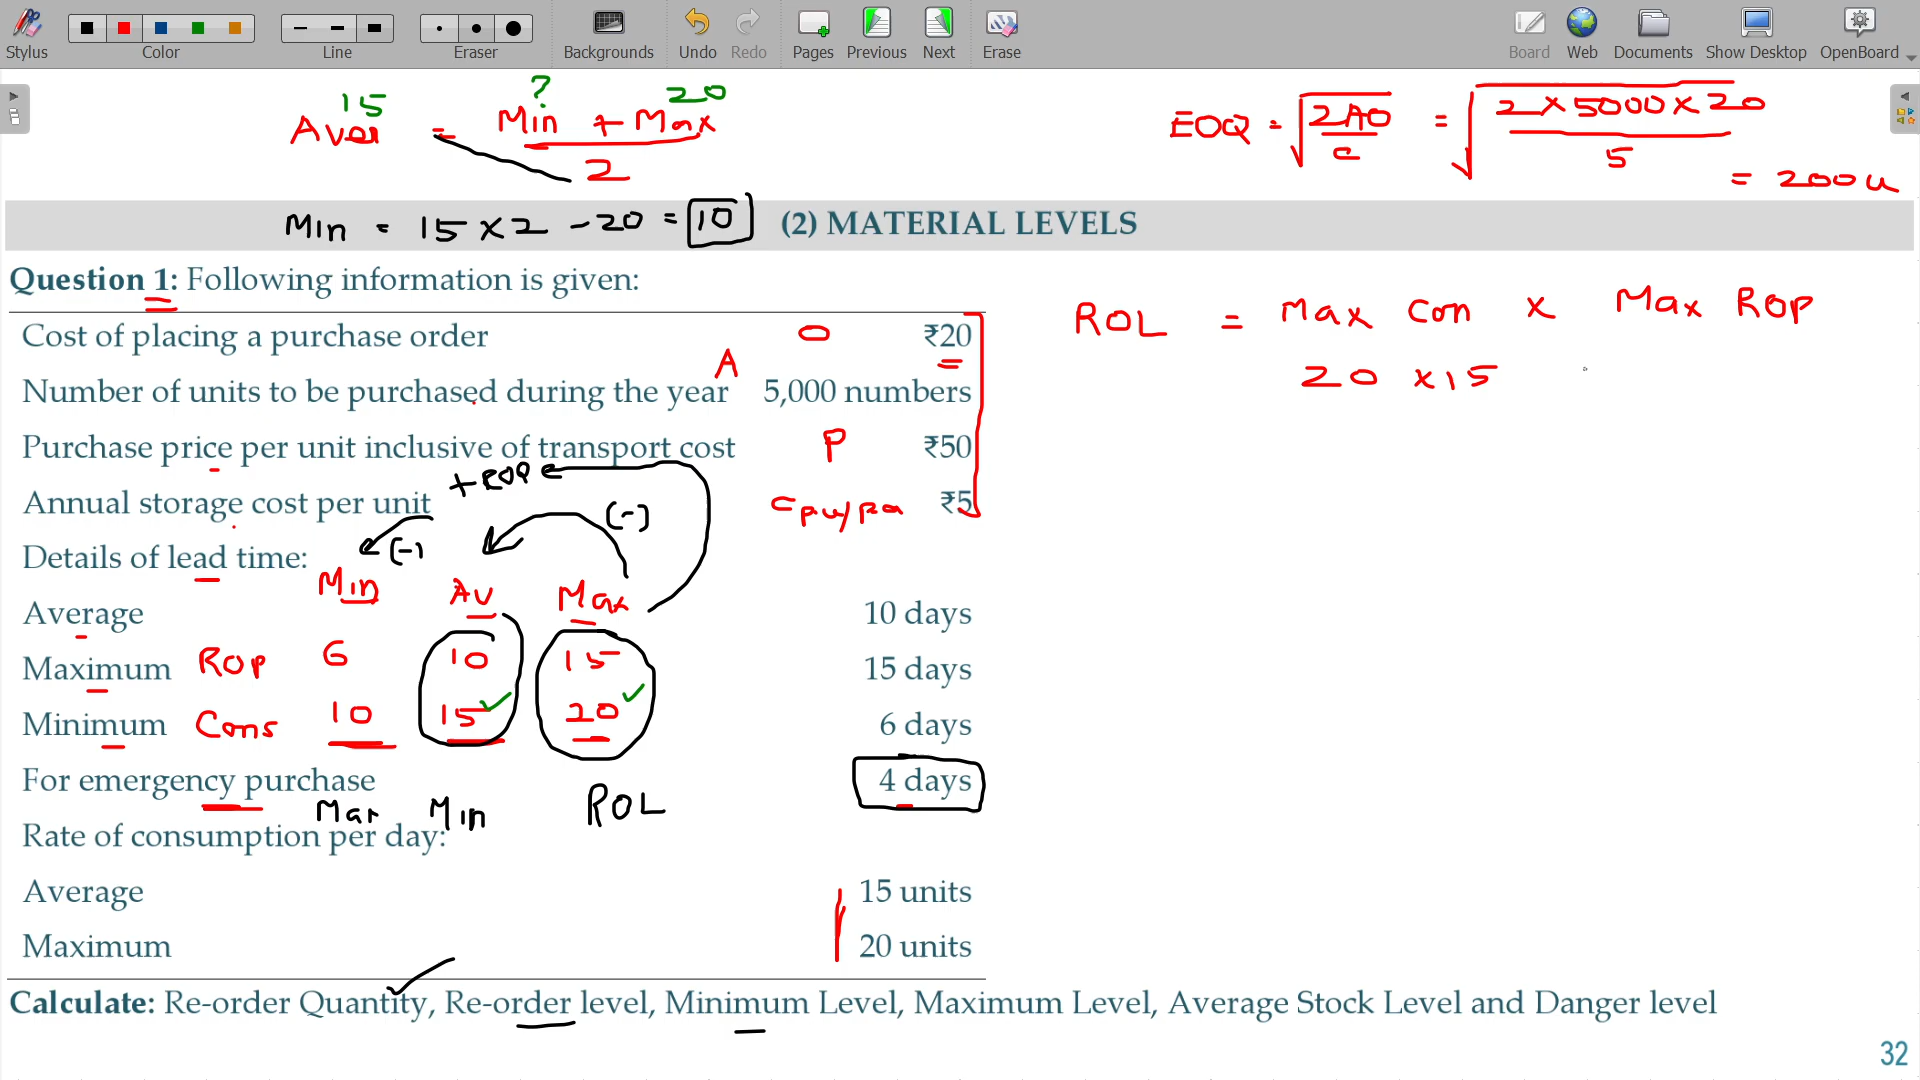 Stylus Color Line Eraser Backgrounds Undo Redo Pages Previous Next Erase Board Web Documents Show Desktop OpenBoard
15 ? 20
Aver = Min + Max
2
EOQ = √2AO = √2 × 5000 × 20
C 5
= 200u
Min = 15 × 2 - 20 = 10 (2) MATERIAL LEVELS
Question 1: Following information is given:
Cost of placing a purchase order O ₹20
Number of units to be purchased during the year A 5,000 numbers
Purchase price per unit inclusive of transport cost P ₹50
+ ROQ
Annual storage cost per unit C pu/pa ₹5
(-) (-)
Details of lead time:
Min Av Max
Average 10 days
Maximum ROP 6 10 15 15 days
Minimum Cons 10 15 20 6 days
For emergency purchase 4 days
Max Min ROL
Rate of consumption per day:
Average 15 units
Maximum 20 units
Calculate: Re-order Quantity, Re-order level, Minimum Level, Maximum Level, Average Stock Level and Danger level
ROL = Max Con × Max ROP
20 × 15
32